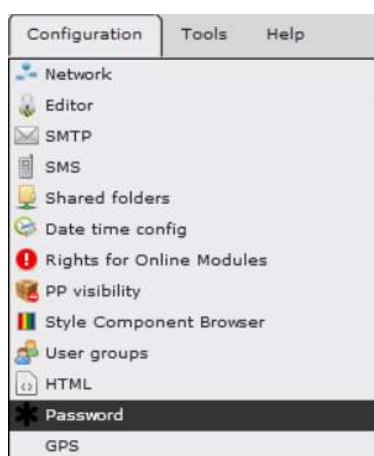 Configuration Tools Help
Network
Editor
SMTP
SMS
Shared folders
Date time config
Rights for Online Modules
PP visibility
Style Component Browser
User groups
HTML
Password
GPS